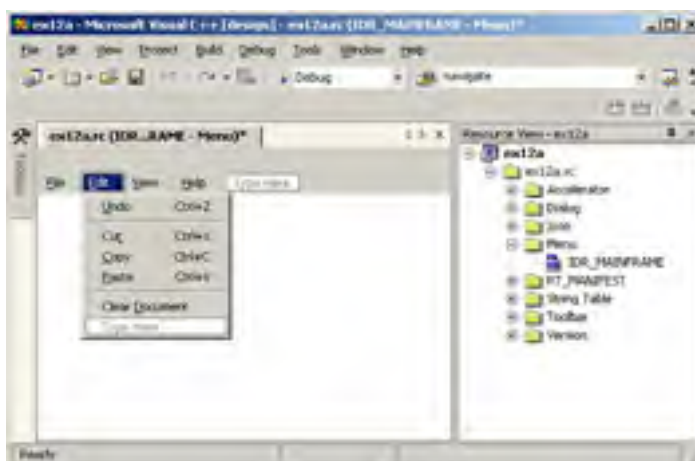 ex12a - Microsoft Visual C++ [design] - ex12a.rc (IDR_MAINFRAME - Menu)*
File Edit View Project Build Debug Tools Window Help
Debug navigate
ex12a.rc (IDR...RAME - Menu)*
Resource View - ex12a
Toolbox
File Edit View Help Type Here
Undo Ctrl+Z
Cut Ctrl+X
Copy Ctrl+C
Paste Ctrl+V
Clear Document
Type Here
ex12a
ex12a.rc
Accelerator
Dialog
Icon
Menu
IDR_MAINFRAME
RT_MANIFEST
String Table
Toolbar
Version
Ready